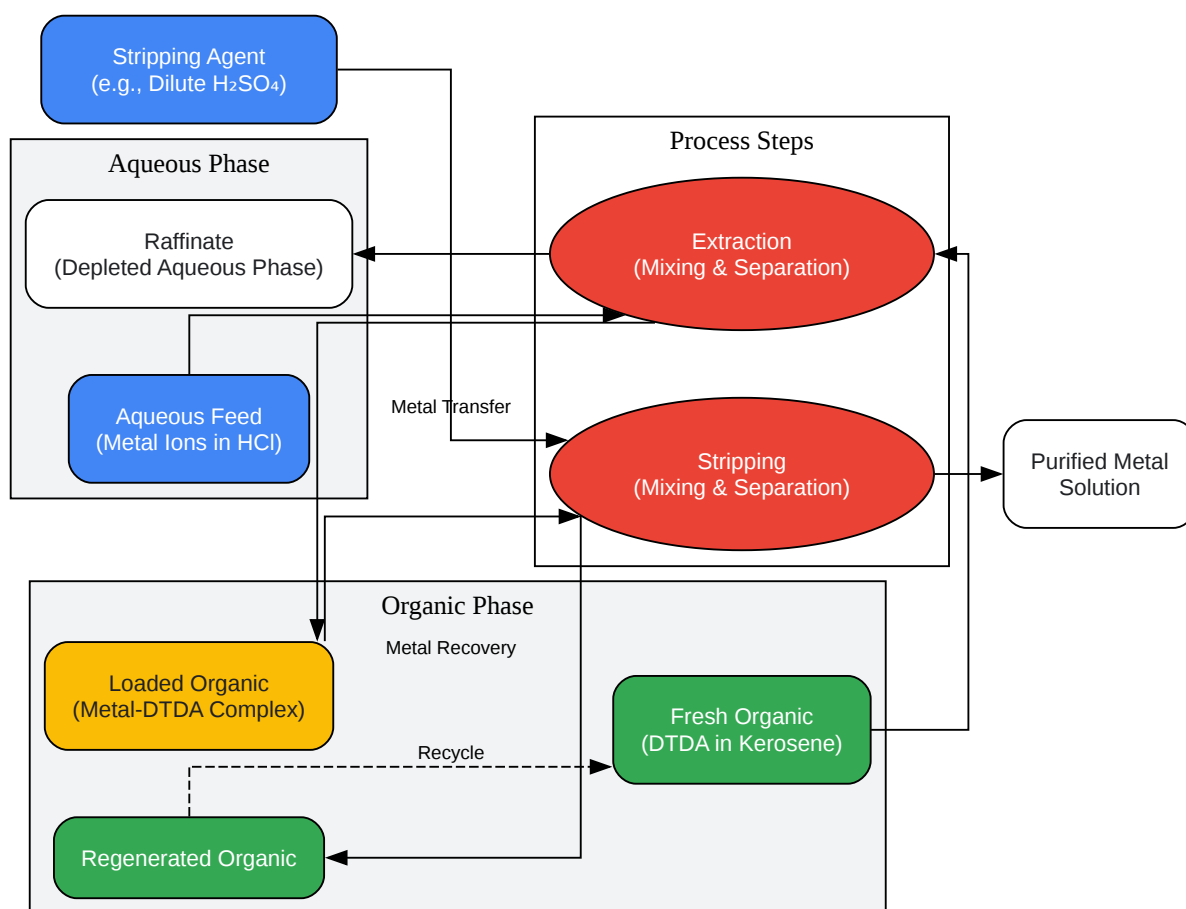 Stripping Agent
(e.g., Dilute H₂SO₄)
Aqueous Phase
Process Steps
Raffinate
(Depleted Aqueous Phase)
Extraction
(Mixing & Separation)
Aqueous Feed
(Metal Ions in HCl)
Metal Transfer
Stripping
(Mixing & Separation)
Purified Metal
Solution
Organic Phase
Metal Recovery
Loaded Organic
(Metal-DTDA Complex)
Fresh Organic
(DTDA in Kerosene)
Recycle
Regenerated Organic